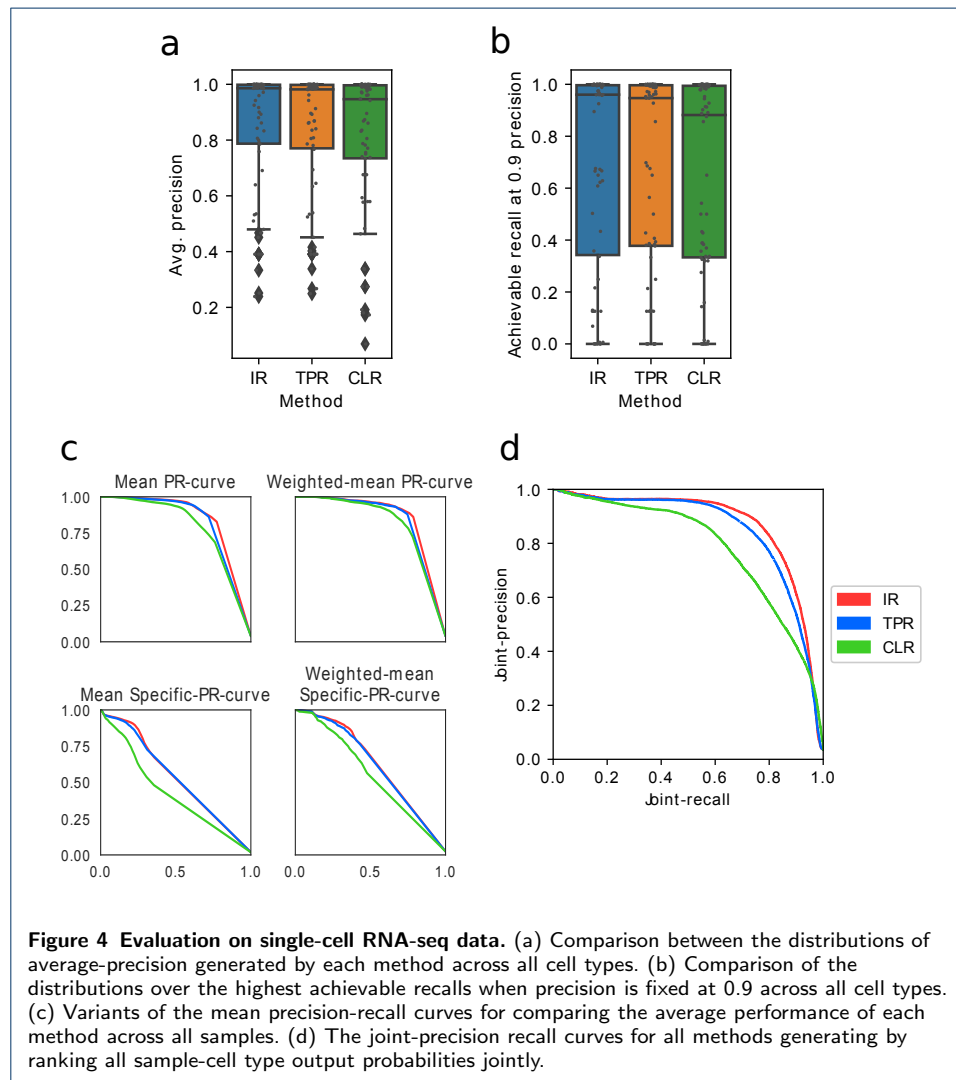 a
Avg. precision
1.0
0.8
0.6
0.4
0.2
IR TPR CLR
Method
b
Achievable recall at 0.9 precision
1.0
0.8
0.6
0.4
0.2
0.0
IR TPR CLR
Method
c
Mean PR-curve
1.00
0.75
0.50
0.25
0.00
Weighted-mean PR-curve
Mean Specific-PR-curve
1.00
0.75
0.50
0.25
0.00
0.0 0.5 1.0
Weighted-mean
Specific-PR-curve
0.0 0.5 1.0
d
Joint-precision
1.0
0.8
0.6
0.4
0.2
0.0
0.0 0.2 0.4 0.6 0.8 1.0
Joint-recall
IR
TPR
CLR
Figure 4 Evaluation on single-cell RNA-seq data. (a) Comparison between the distributions of
average-precision generated by each method across all cell types. (b) Comparison of the
distributions over the highest achievable recalls when precision is fixed at 0.9 across all cell types.
(c) Variants of the mean precision-recall curves for comparing the average performance of each
method across all samples. (d) The joint-precision recall curves for all methods generating by
ranking all sample-cell type output probabilities jointly.